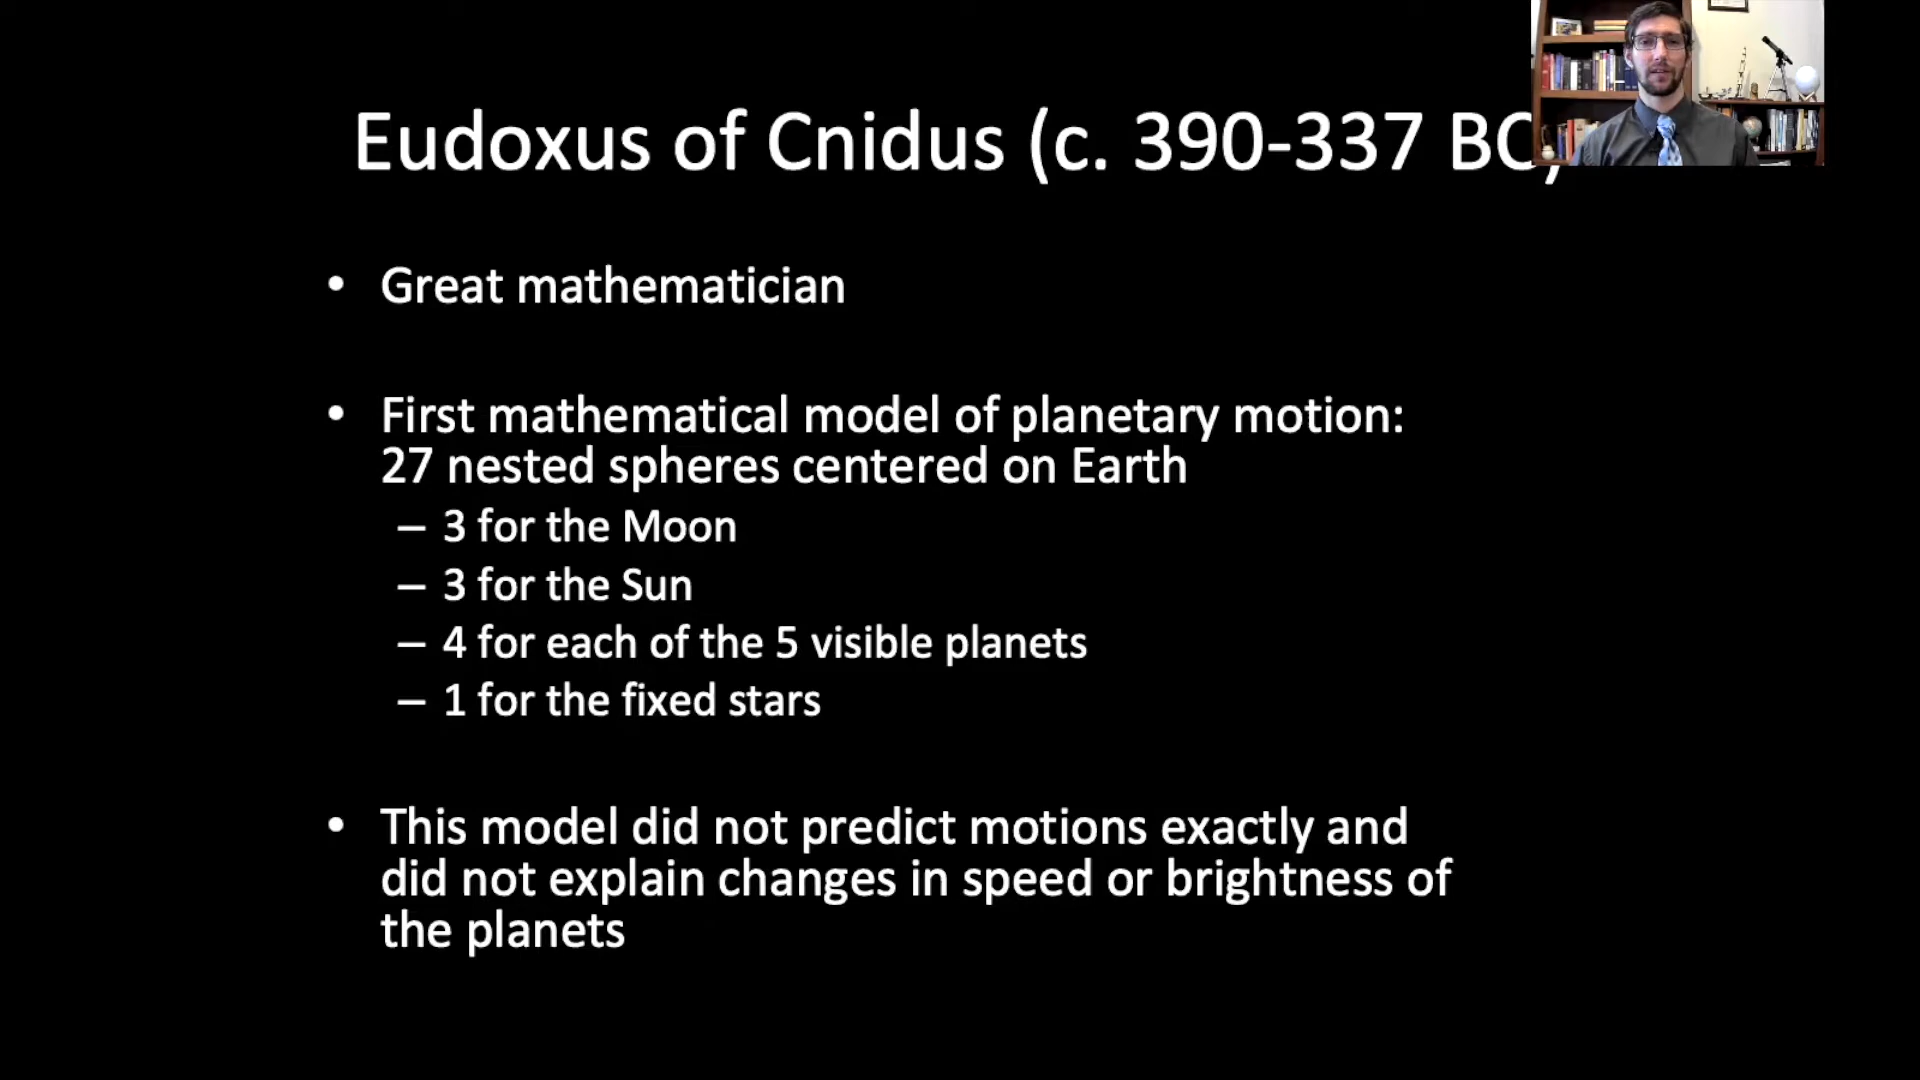 Eudoxus of Cnidus (c. 390-337 BC)
• Great mathematician
• First mathematical model of planetary motion:
27 nested spheres centered on Earth
– 3 for the Moon
– 3 for the Sun
– 4 for each of the 5 visible planets
– 1 for the fixed stars
• This model did not predict motions exactly and
did not explain changes in speed or brightness of
the planets